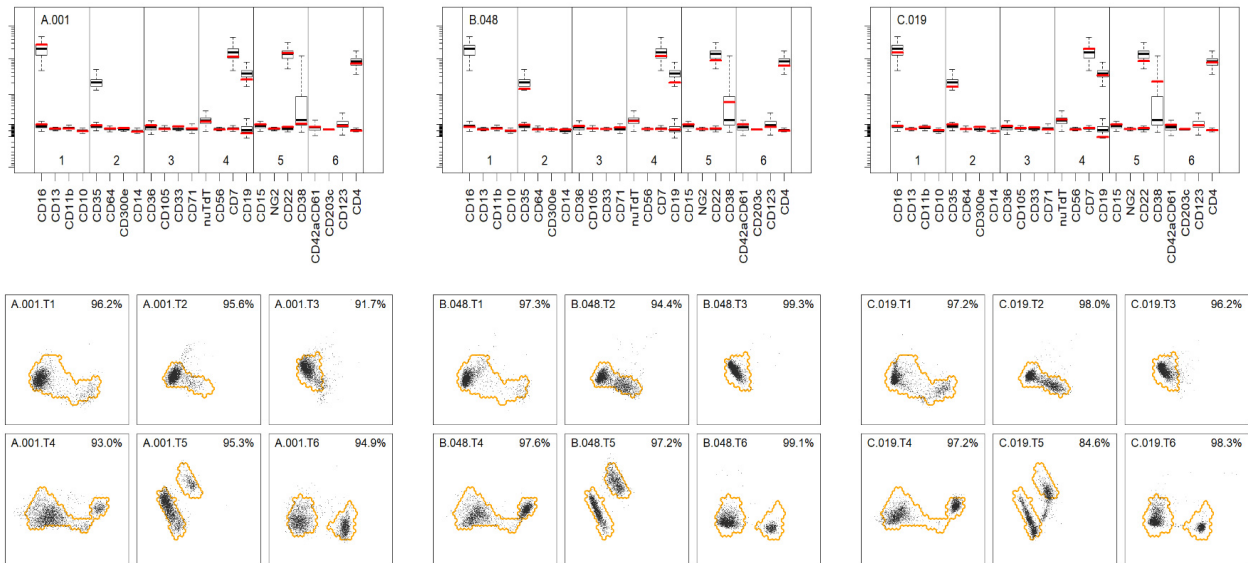 A.001
1 2 3 4 5 6
CD16 CD13 CD11b CD10 CD35 CD64 CD300e CD14 CD36 CD105 CD33 CD71 nuTdT CD56 CD7 CD19 CD15 NG2 CD22 CD38 CD42aCD61 CD203c CD123 CD4
B.048
1 2 3 4 5 6
CD16 CD13 CD11b CD10 CD35 CD64 CD300e CD14 CD36 CD105 CD33 CD71 nuTdT CD56 CD7 CD19 CD15 NG2 CD22 CD38 CD42aCD61 CD203c CD123 CD4
C.019
1 2 3 4 5 6
CD16 CD13 CD11b CD10 CD35 CD64 CD300e CD14 CD36 CD105 CD33 CD71 nuTdT CD56 CD7 CD19 CD15 NG2 CD22 CD38 CD42aCD61 CD203c CD123 CD4
A.001.T1 96.2% A.001.T2 95.6% A.001.T3 91.7%
B.048.T1 97.3% B.048.T2 94.4% B.048.T3 99.3%
C.019.T1 97.2% C.019.T2 98.0% C.019.T3 96.2%
A.001.T4 93.0% A.001.T5 95.3% A.001.T6 94.9%
B.048.T4 97.6% B.048.T5 97.2% B.048.T6 99.1%
C.019.T4 97.2% C.019.T5 84.6% C.019.T6 98.3%